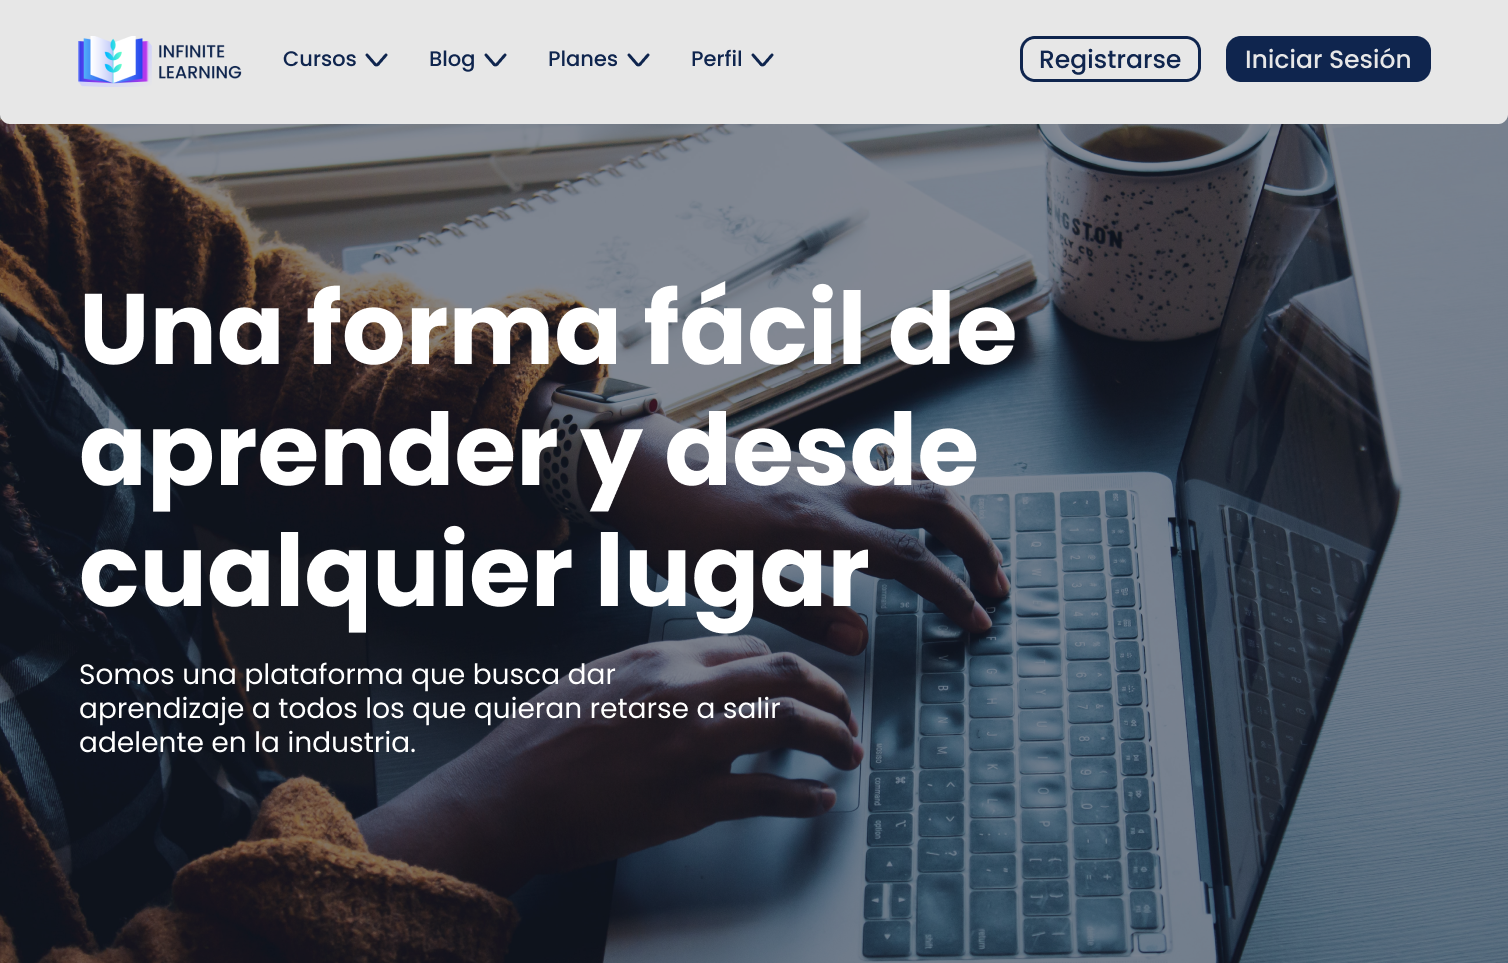 INFINITE
LEARNING
Cursos
Blog
Planes
Perfil
Registrarse
Iniciar Sesión
Una forma fácil de
aprender y desde
cualquier lugar
Somos una plataforma que busca dar
aprendizaje a todos los que quieran retarse a salir
adelente en la industria.